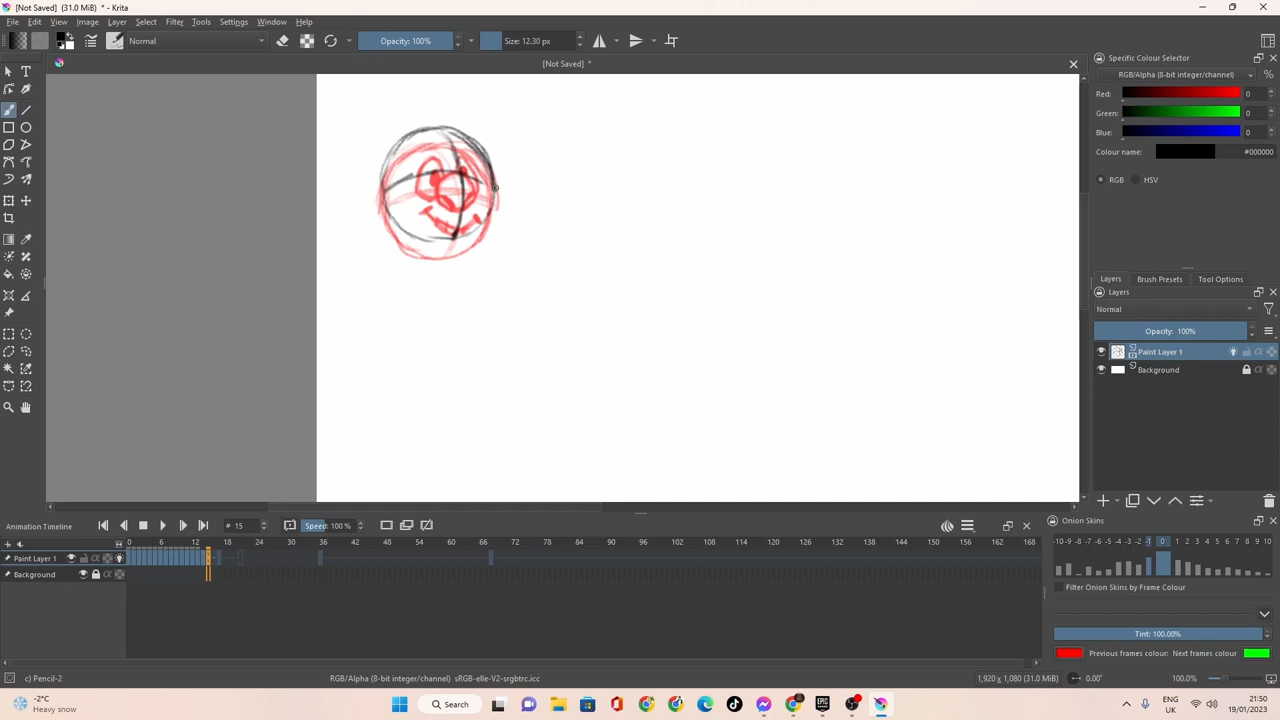 [Not Saved] (31.0 MiB) * - Krita
File Edit View Image Layer Select Filter Tools Settings Window Help
Normal Opacity: 100% Size: 12.30 px
[Not Saved] *
Specific Colour Selector
RGB/Alpha (8-bit integer/channel) %
Red: 0
Green: 0
Blue: 0
Colour name: #000000
RGB HSV
Layers Brush Presets Tool Options
Layers
Normal
Opacity: 100%
Paint Layer 1
Background
Animation Timeline # 15 Speed: 100 %
0 6 12 18 24 30 36 42 48 54 60 66 72 78 84 90 96 102 108 114 120 126 132 138 144 150 156 162 168
Paint Layer 1
Background
Onion Skins
-10 -9 -8 -7 -6 -5 -4 -3 -2 -1 0 1 2 3 4 5 6 7 8 9 10
Filter Onion Skins by Frame Colour
Tint: 100.00%
Previous frames colour: Next frames colour:
c) Pencil-2 RGB/Alpha (8-bit integer/channel) sRGB-elle-V2-srgbtrc.icc 1,920 x 1,080 (31.0 MiB) 0.00° 100.0%
-2°C
Heavy snow
Search
ENG
UK
21:50
19/01/2023